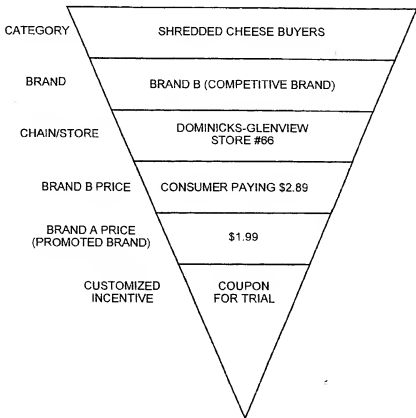 CATEGORY
SHREDDED CHEESE BUYERS
BRAND
BRAND B (COMPETITIVE BRAND)
CHAIN/STORE
DOMINICKS-GLENVIEW
STORE #66
BRAND B PRICE
CONSUMER PAYING $2.89
BRAND A PRICE
(PROMOTED BRAND)
$1.99
CUSTOMIZED
INCENTIVE
COUPON
FOR TRIAL